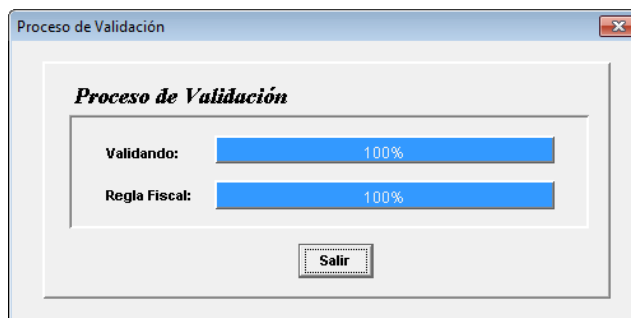 Proceso de Validación
Proceso de Validación
Validando: 100%
Regla Fiscal: 100%
Salir